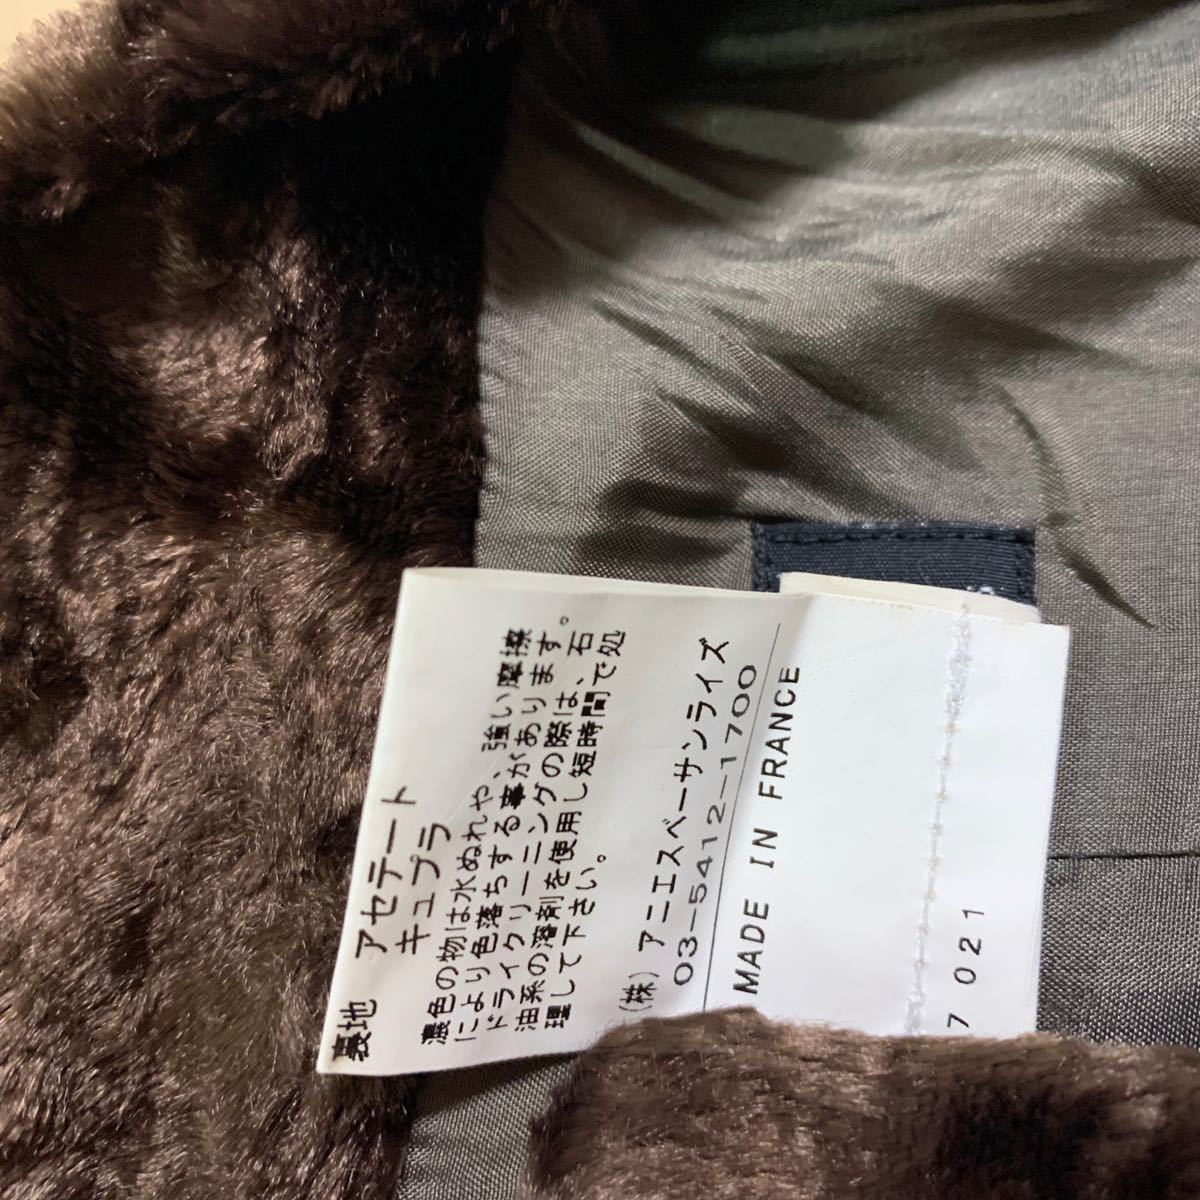 裏地
アセテート
キュプラ
濃色の物は水ぬれや、強い摩擦
により色落ちする事があります。
ドライクリーニングの際は、石
油系の溶剤を使用し短時間で処
理して下さい。
(株)アニエスベーサンライズ
03-5412-1700
MADE IN FRANCE
7 021